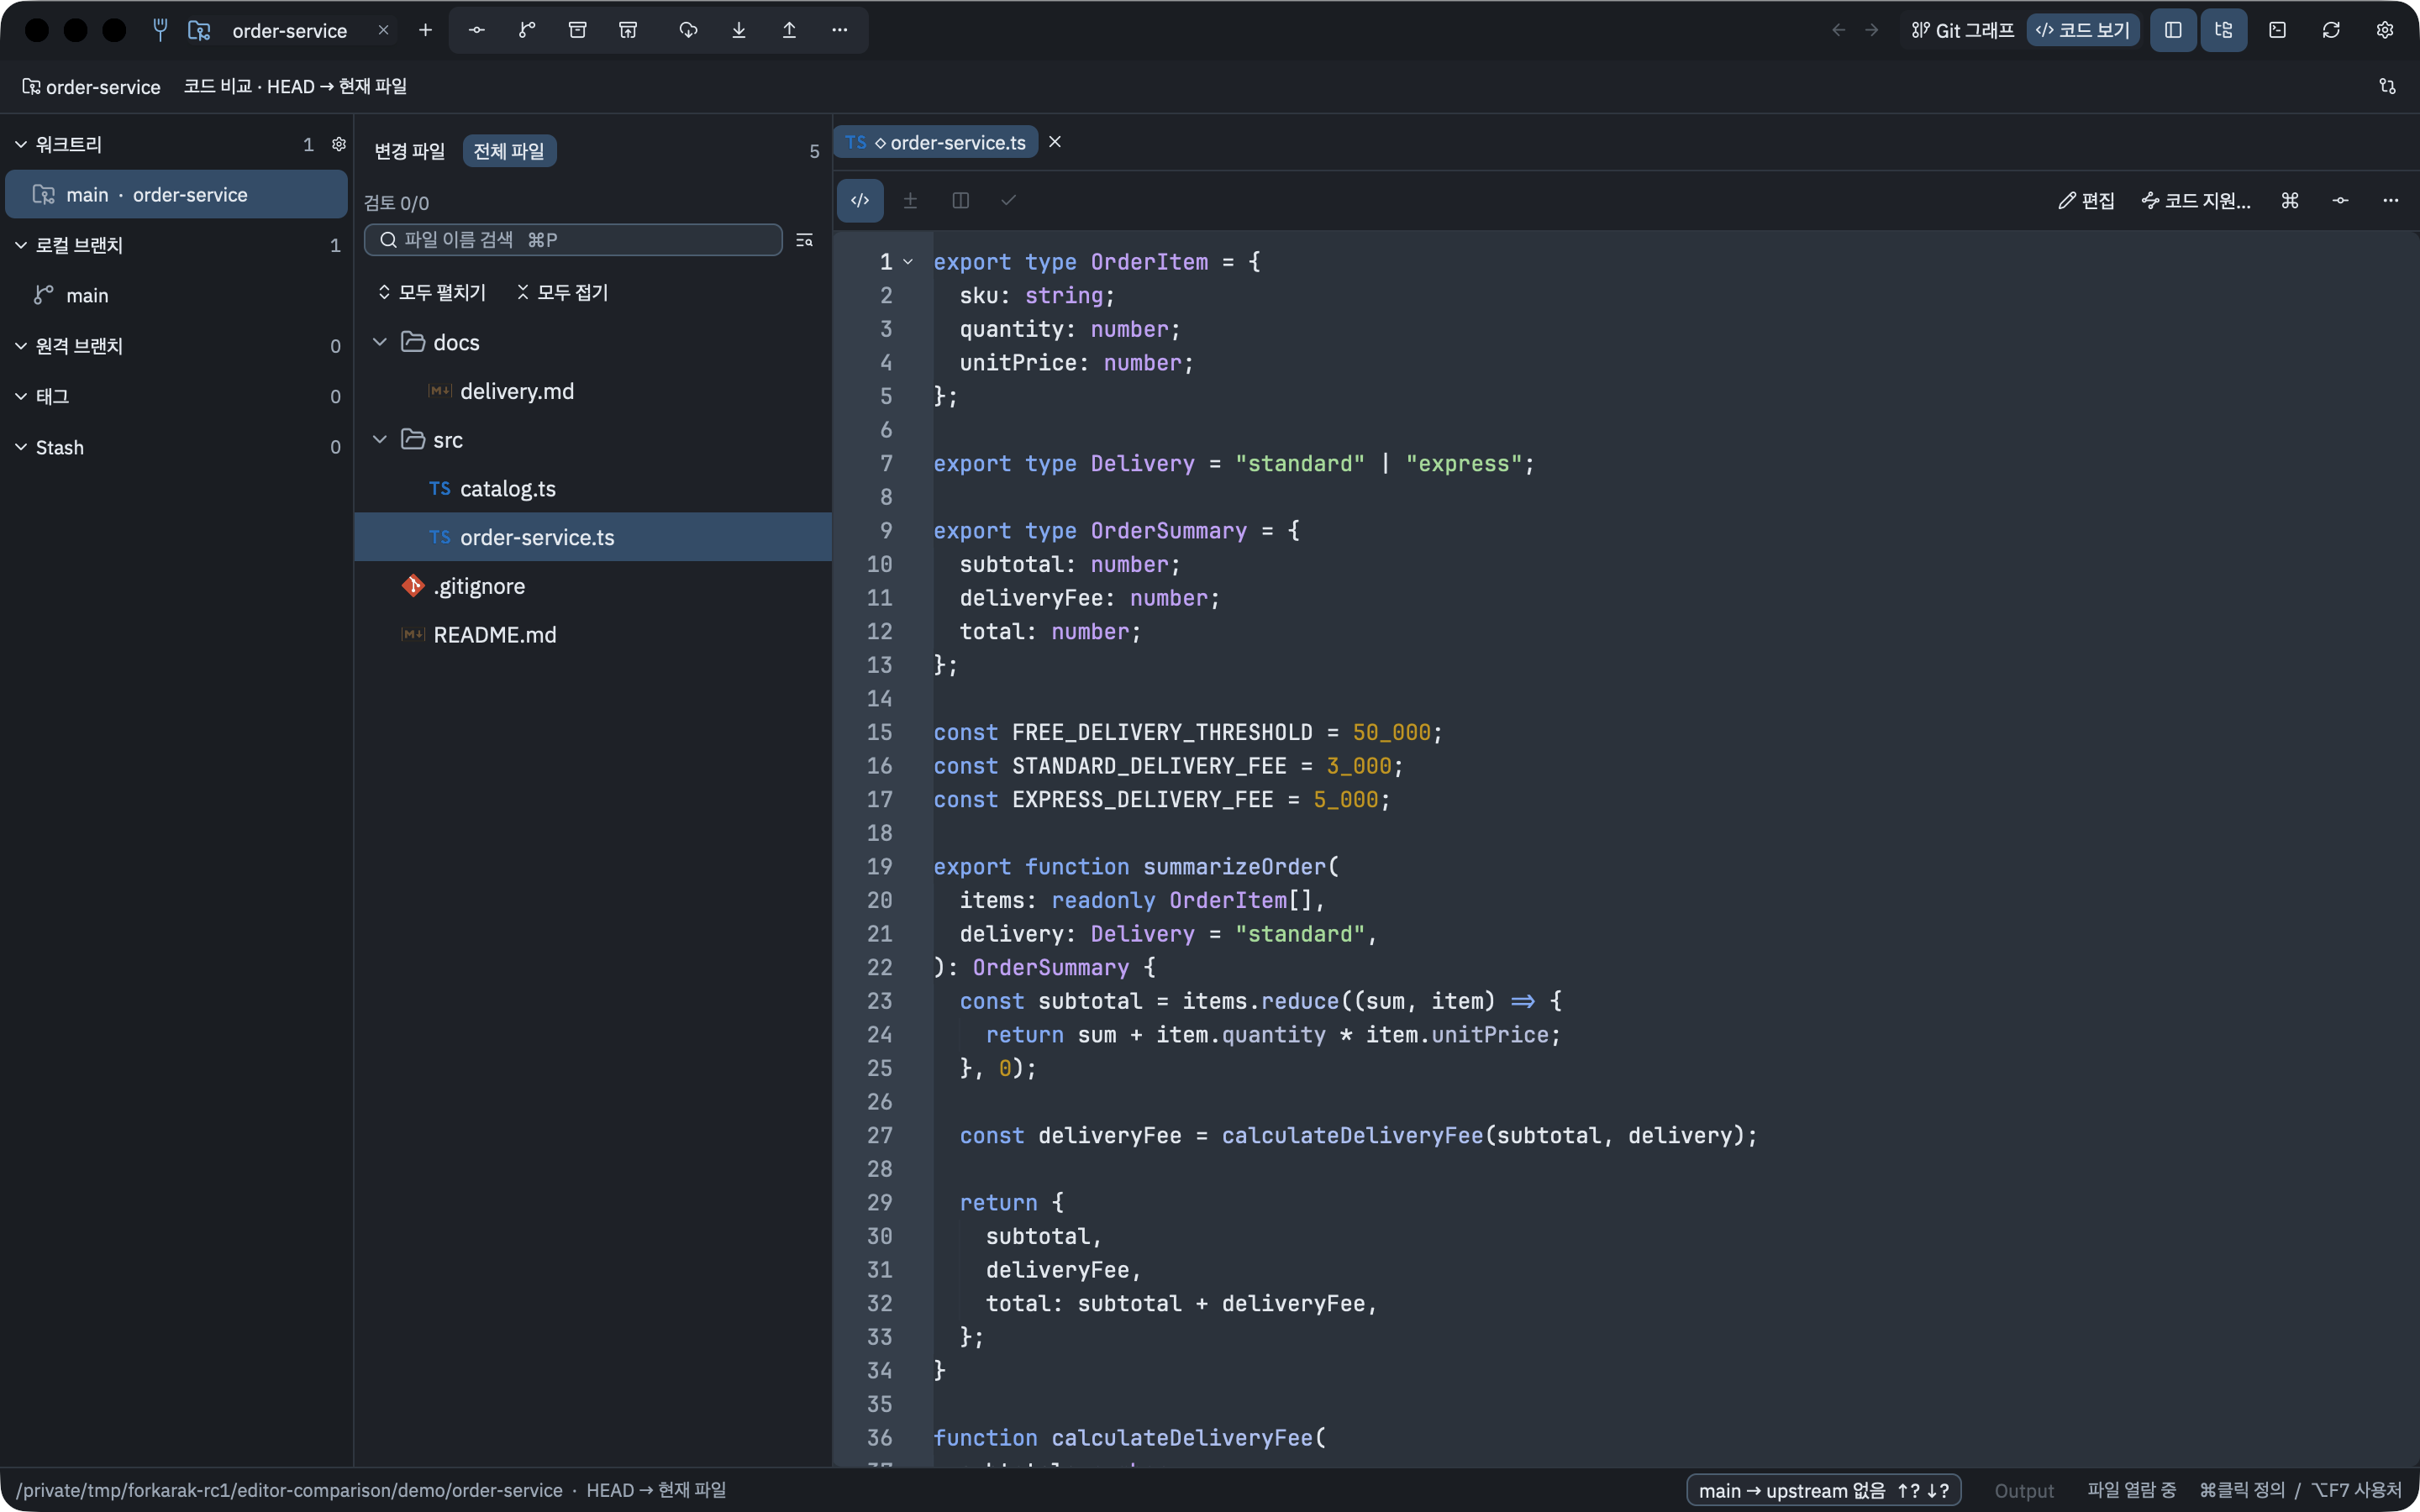 order-service
Git 그래프
코드 보기
order-service 코드 비교 · HEAD → 현재 파일
워크트리 1
main · order-service
로컬 브랜치 1
main
원격 브랜치 0
태그 0
Stash 0
변경 파일 전체 파일 5
검토 0/0
파일 이름 검색 ⌘P
모두 펼치기 모두 접기
docs
M↓ delivery.md
src
TS catalog.ts
TS order-service.ts
.gitignore
M↓ README.md
TS ◇ order-service.ts
편집 코드 지원...
1 export type OrderItem = {
2   sku: string;
3   quantity: number;
4   unitPrice: number;
5 };
6
7 export type Delivery = "standard" | "express";
8
9 export type OrderSummary = {
10   subtotal: number;
11   deliveryFee: number;
12   total: number;
13 };
14
15 const FREE_DELIVERY_THRESHOLD = 50_000;
16 const STANDARD_DELIVERY_FEE = 3_000;
17 const EXPRESS_DELIVERY_FEE = 5_000;
18
19 export function summarizeOrder(
20   items: readonly OrderItem[],
21   delivery: Delivery = "standard",
22 ): OrderSummary {
23   const subtotal = items.reduce((sum, item) => {
24     return sum + item.quantity * item.unitPrice;
25   }, 0);
26
27   const deliveryFee = calculateDeliveryFee(subtotal, delivery);
28
29   return {
30     subtotal,
31     deliveryFee,
32     total: subtotal + deliveryFee,
33   };
34 }
35
36 function calculateDeliveryFee(
/private/tmp/forkarak-rc1/editor-comparison/demo/order-service · HEAD → 현재 파일
main → upstream 없음 ↑? ↓?
Output
파일 열람 중
⌘클릭 정의 / ⌥F7 사용처